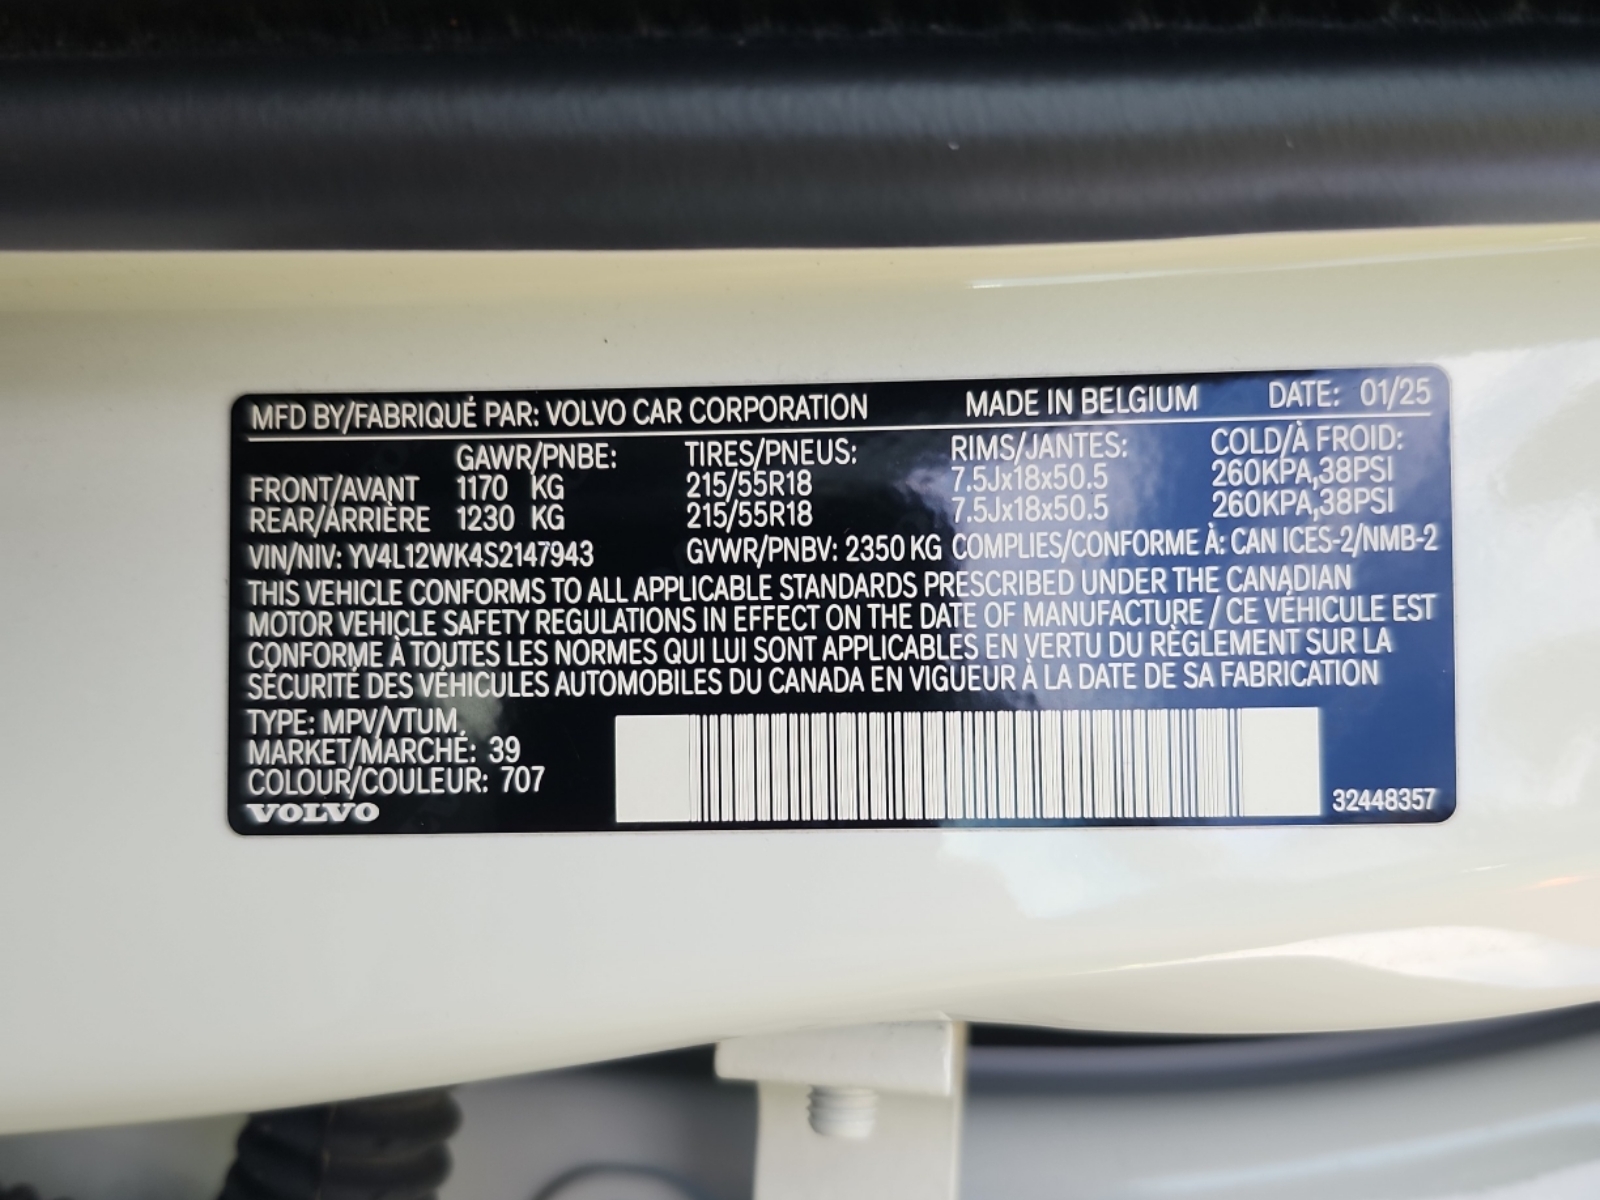 MFD BY/FABRIQUÉ PAR: VOLVO CAR CORPORATION MADE IN BELGIUM DATE: 01/25
GAWR/PNBE: TIRES/PNEUS: RIMS/JANTES: COLD/À FROID:
FRONT/AVANT 1170 KG 215/55R18 7.5Jx18x50.5 260KPA,38PSI
REAR/ARRIÈRE 1230 KG 215/55R18 7.5Jx18x50.5 260KPA,38PSI
VIN/NIV: YV4L12WK4S2147943 GVWR/PNBV: 2350 KG COMPLIES/CONFORME À: CAN ICES-2/NMB-2
THIS VEHICLE CONFORMS TO ALL APPLICABLE STANDARDS PRESCRIBED UNDER THE CANADIAN
MOTOR VEHICLE SAFETY REGULATIONS IN EFFECT ON THE DATE OF MANUFACTURE / CE VÉHICULE EST
CONFORME À TOUTES LES NORMES QUI LUI SONT APPLICABLES EN VERTU DU RÈGLEMENT SUR LA
SÉCURITÉ DES VÉHICULES AUTOMOBILES DU CANADA EN VIGUEUR À LA DATE DE SA FABRICATION
TYPE: MPV/VTUM
MARKET/MARCHÉ: 39
COLOUR/COULEUR: 707
VOLVO 32448357